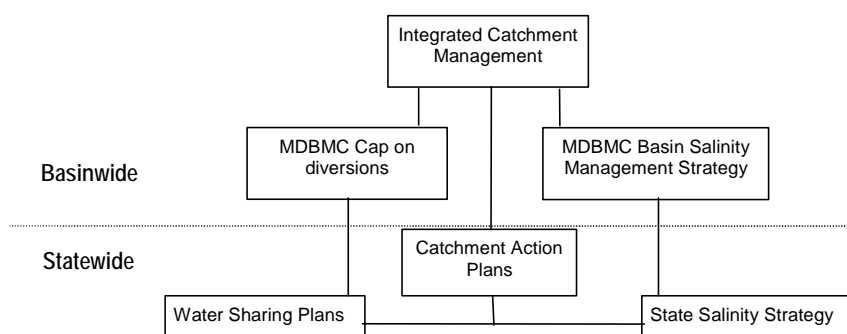 Integrated Catchment
Management
MDBMC Cap on
diversions
MDBMC Basin Salinity
Management Strategy
Basinwide
Statewide
Catchment Action
Plans
Water Sharing Plans
State Salinity Strategy